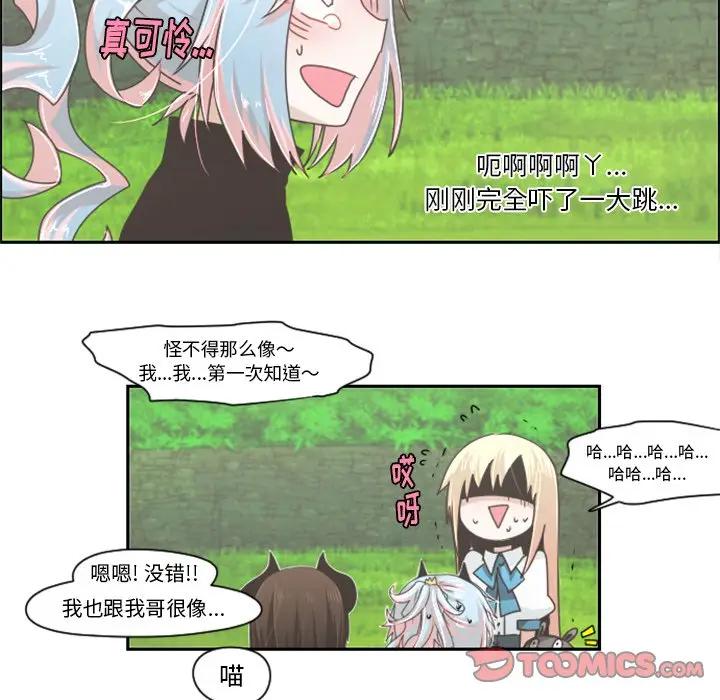 真可怜...
呃啊啊啊丫...
刚刚完全吓了一大跳...
怪不得那么像～
我...我...第一次知道～
哈...哈...哈...哈...
哈哈...哈...
哎呀
嗯嗯! 没错!!
我也跟我哥很像...
喵
TOOMICS.COM